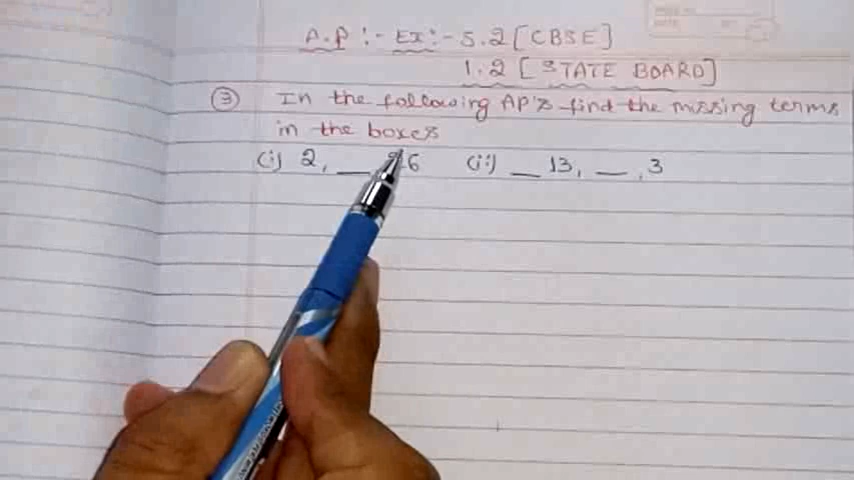 A.P :- Ex:- 5.2 [CBSE]
1.2 [STATE BOARD]
③ In the following AP's find the missing terms
in the boxes
(i) 2, __ 26 (ii) __ 13, __ , 3